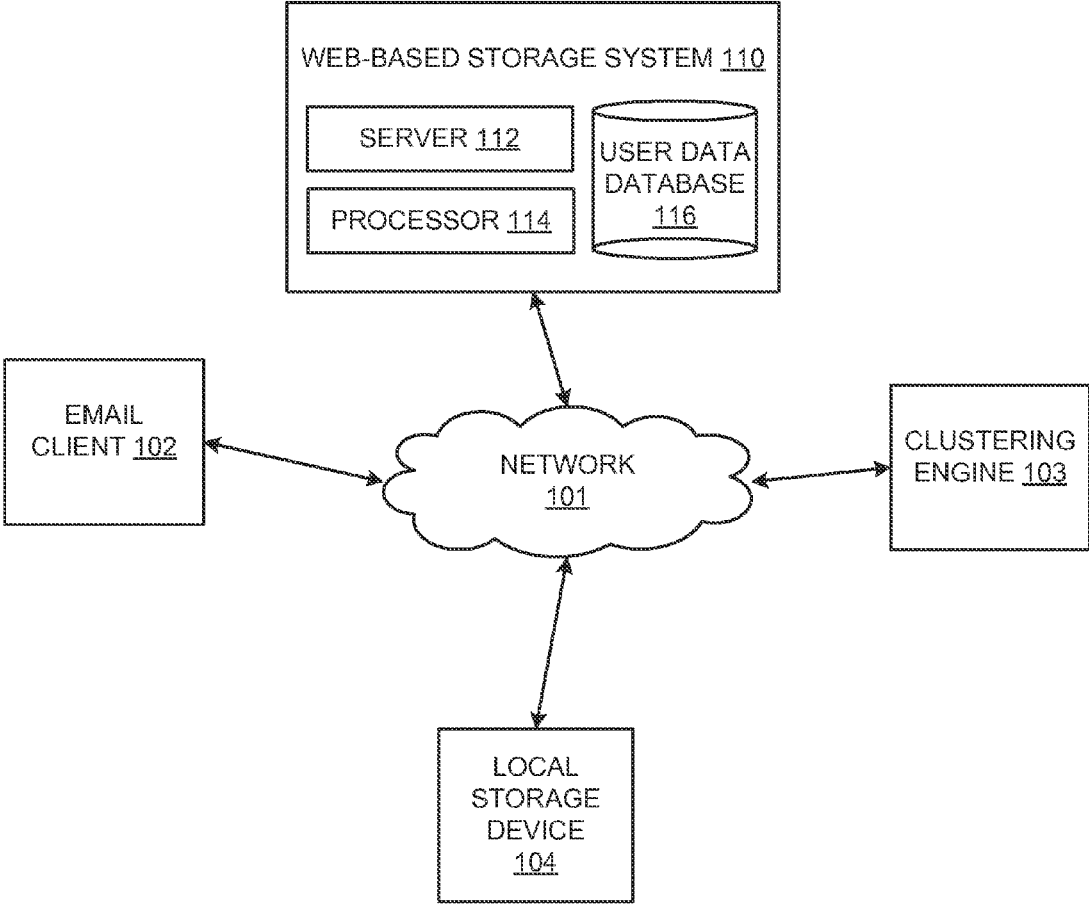 WEB-BASED STORAGE SYSTEM 110
SERVER 112
PROCESSOR 114
USER DATA
DATABASE
116
EMAIL
CLIENT 102
NETWORK
101
CLUSTERING
ENGINE 103
LOCAL
STORAGE
DEVICE
104